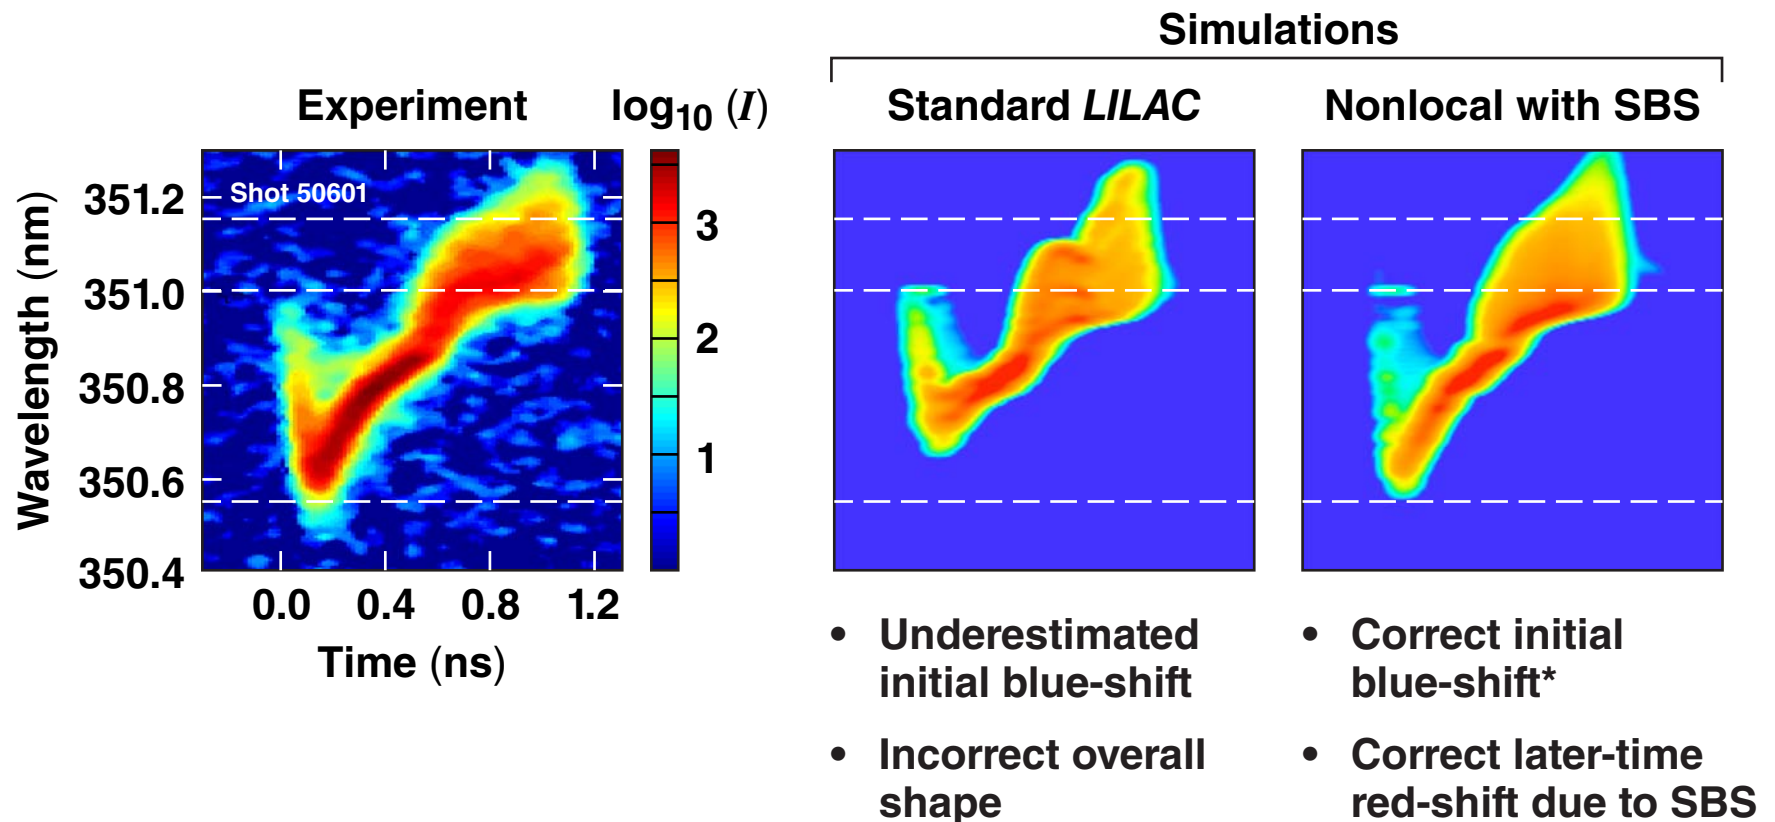 Simulations
Experiment
log10 (I)
Standard LILAC
Nonlocal with SBS
Shot 50601
Wavelength (nm)
351.2
351.0
350.8
350.6
350.4
0.0 0.4 0.8 1.2
Time (ns)
3
2
1
• Underestimated
initial blue-shift
• Incorrect overall
shape
• Correct initial
blue-shift*
• Correct later-time
red-shift due to SBS